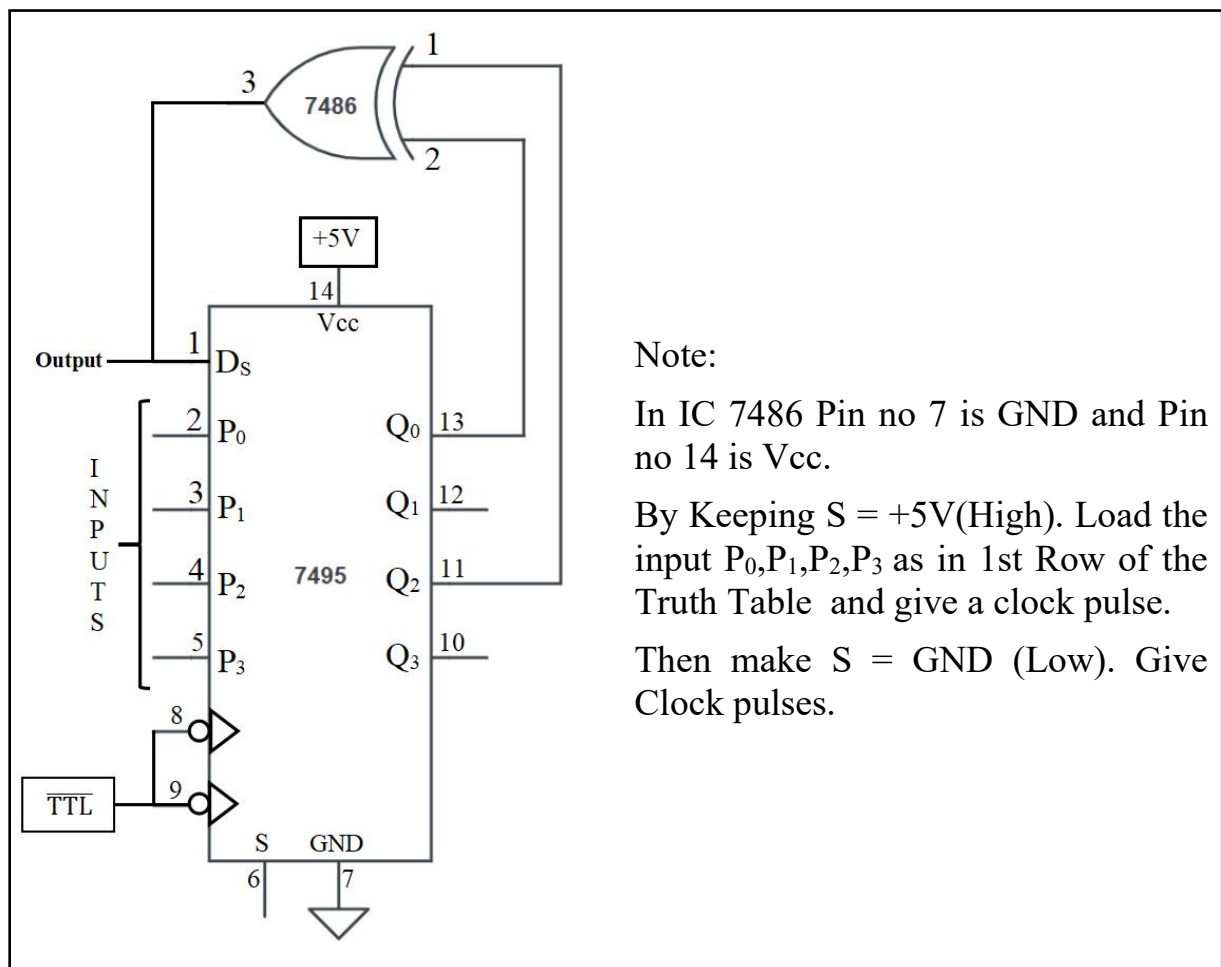 1
3
7486
2
+5V
14
Vcc
1
Output
DS
2
P0
Q0
13
I
N
P
U
T
S
3
P1
Q1
12
4
P2
7495
Q2
11
5
P3
Q3
10
8
9
TTL
S
GND
6
7
Note:
In IC 7486 Pin no 7 is GND and Pin
no 14 is Vcc.
By Keeping S = +5V(High). Load the
input P0,P1,P2,P3 as in 1st Row of the
Truth Table and give a clock pulse.
Then make S = GND (Low). Give
Clock pulses.